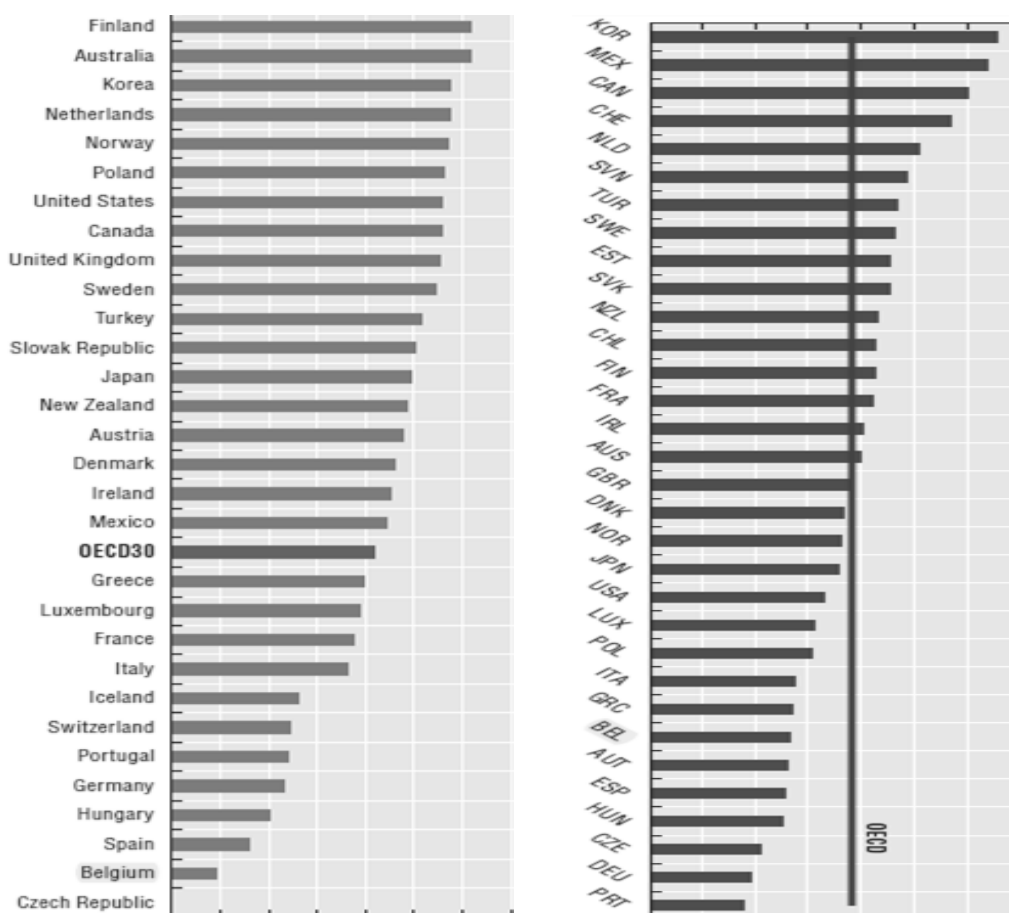 Finland
Australia
Korea
Netherlands
Norway
Poland
United States
Canada
United Kingdom
Sweden
Turkey
Slovak Republic
Japan
New Zealand
Austria
Denmark
Ireland
Mexico
OECD30
Greece
Luxembourg
France
Italy
Iceland
Switzerland
Portugal
Germany
Hungary
Spain
Belgium
Czech Republic
KOR
MEX
CAN
CHE
NLD
SVN
TUR
SWE
EST
SVK
NZL
CHL
FIN
FRA
IRL
AUS
GBR
DNK
NOR
JPN
USA
LUX
POL
ITA
GRC
BEL
AUT
ESP
HUN
CZE
DEU
PRT
OECD